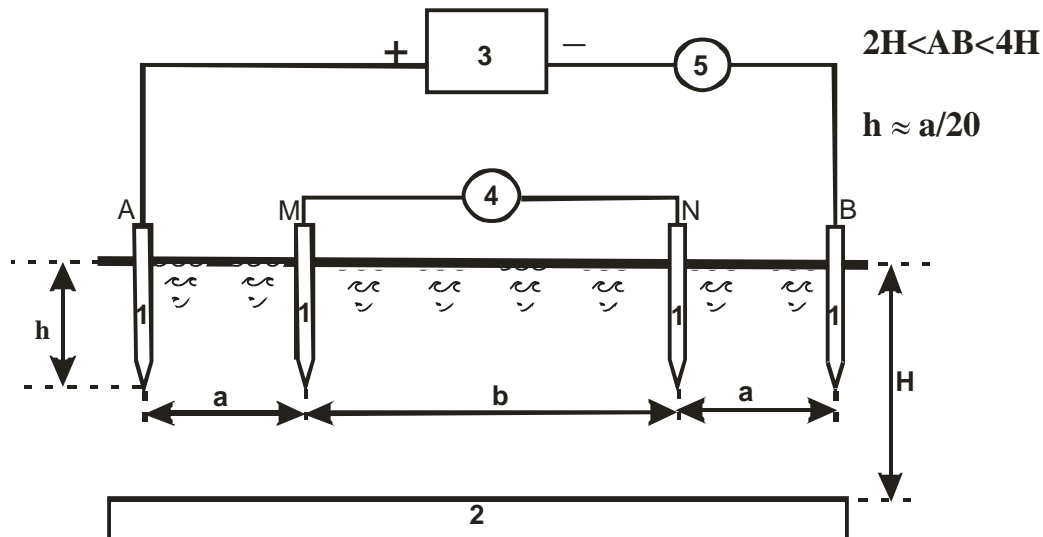 + 3 – 5
2H<AB<4H
h ≈ a/20
4
A M N B
1 1 1 1
h H
a b a
2